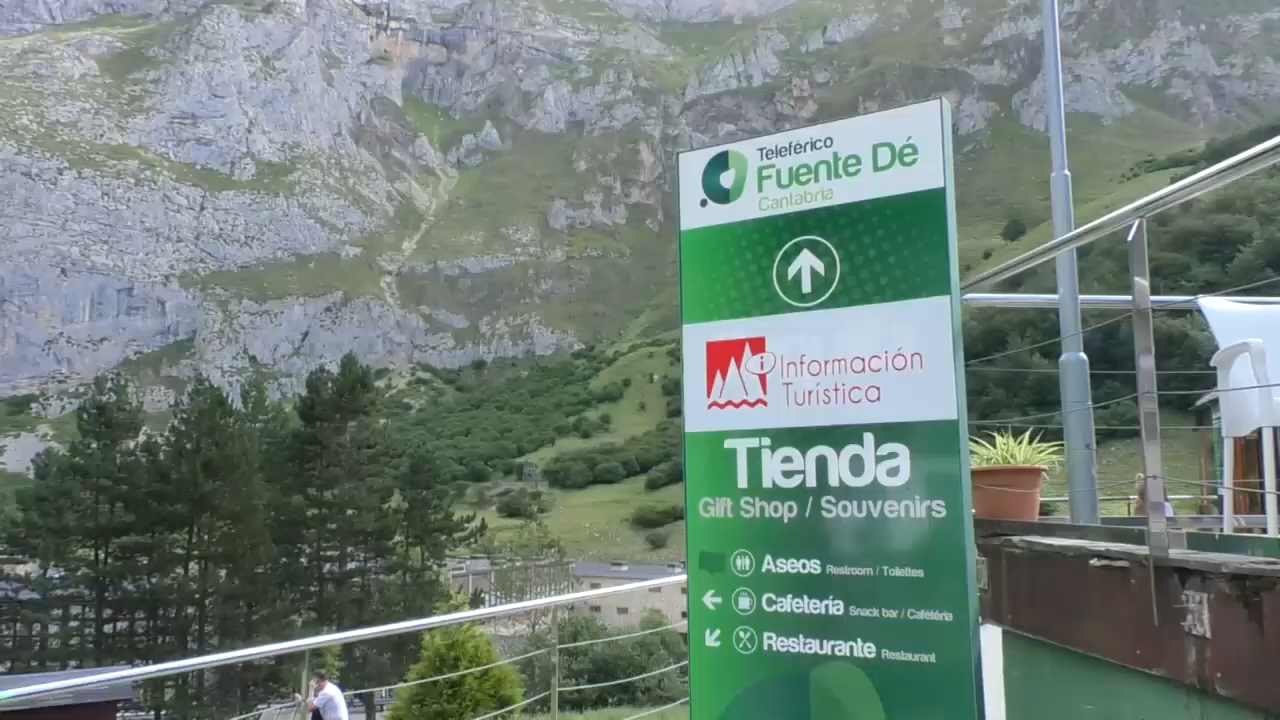 Teleférico
Fuente Dé
Cantabria
i Información
Turística
Tienda
Gift Shop / Souvenirs
Aseos Restroom / Toilettes
Cafetería Snack bar / Cafétéria
Restaurante Restaurant